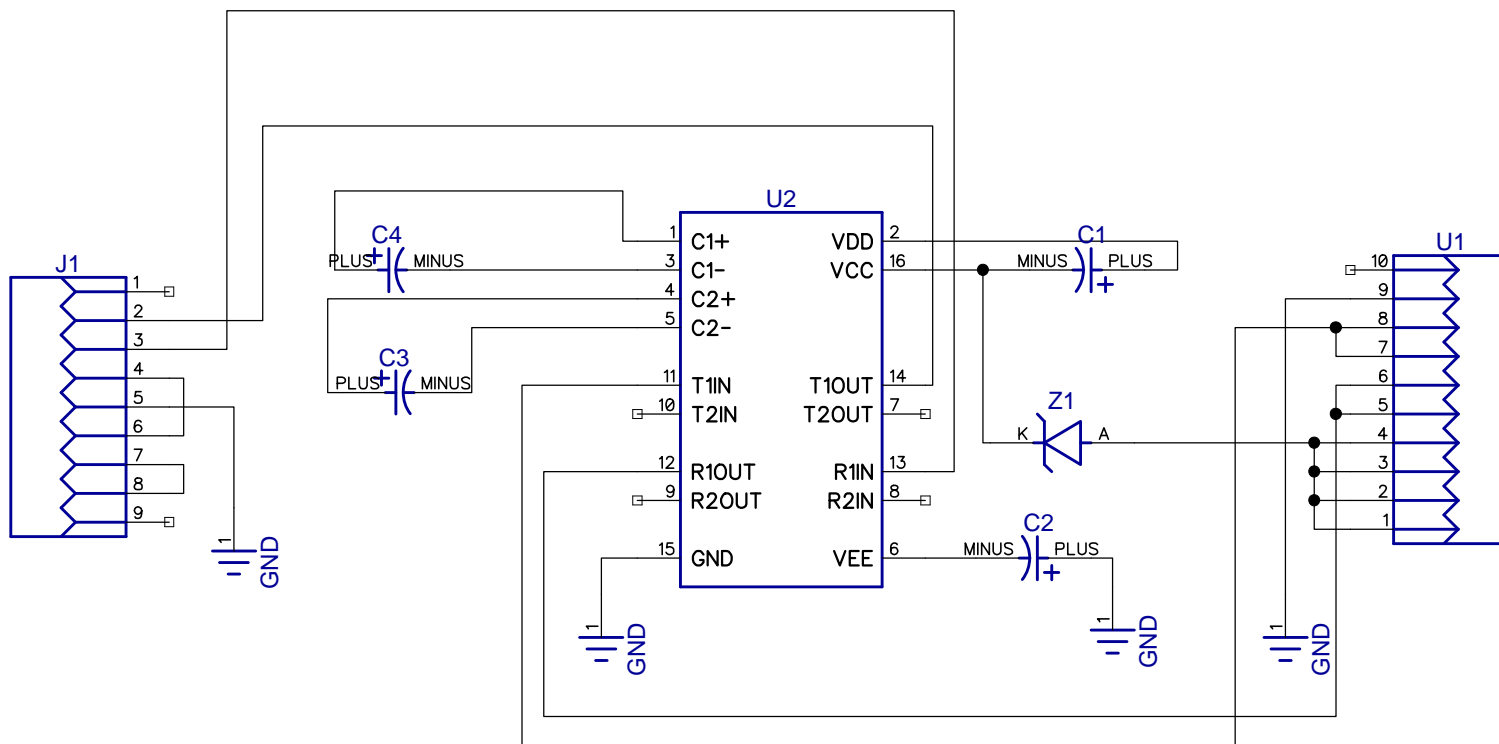 J1
1
2
3
4
5
6
7
8
9
1
GND
C4
PLUS + MINUS
C3
PLUS + MINUS
U2
1 C1+
3 C1-
4 C2+
5 C2-
11 T1IN
10 T2IN
12 R1OUT
9 R2OUT
15 GND
VDD 2
VCC 16
T1OUT 14
T2OUT 7
R1IN 13
R2IN 8
VEE 6
1
GND
C1
MINUS PLUS
+
Z1
K A
C2
MINUS PLUS
+
1
GND
U1
10
9
8
7
6
5
4
3
2
1
1
GND